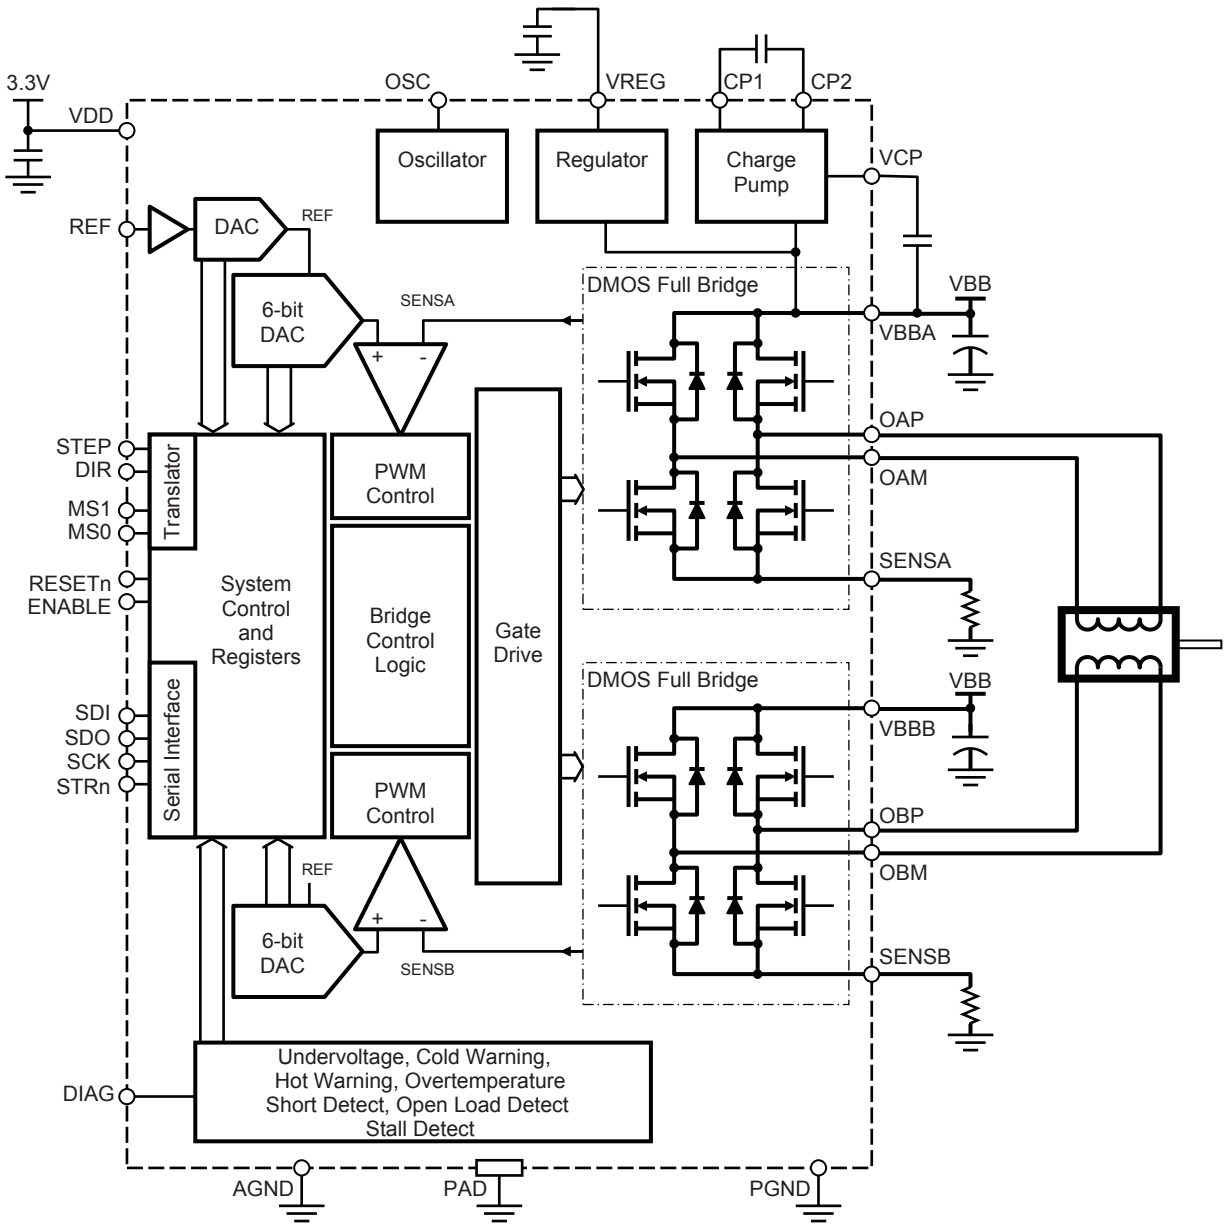 3.3V
VDD
OSC
VREG
CP1
CP2
Oscillator
Regulator
Charge
Pump
VCP
REF
DAC
REF
6-bit
DAC
SENSA
+
-
DMOS Full Bridge
VBB
VBBA
OAP
OAM
STEP
DIR
MS1
MS0
Translator
PWM
Control
RESETn
ENABLE
System
Control
and
Registers
Bridge
Control
Logic
Gate
Drive
SENSA
DMOS Full Bridge
VBB
VBBB
SDI
SDO
SCK
STRn
Serial Interface
PWM
Control
OBP
OBM
REF
6-bit
DAC
+
-
SENSB
SENSB
Undervoltage, Cold Warning,
Hot Warning, Overtemperature
Short Detect, Open Load Detect
Stall Detect
DIAG
AGND
PAD
PGND